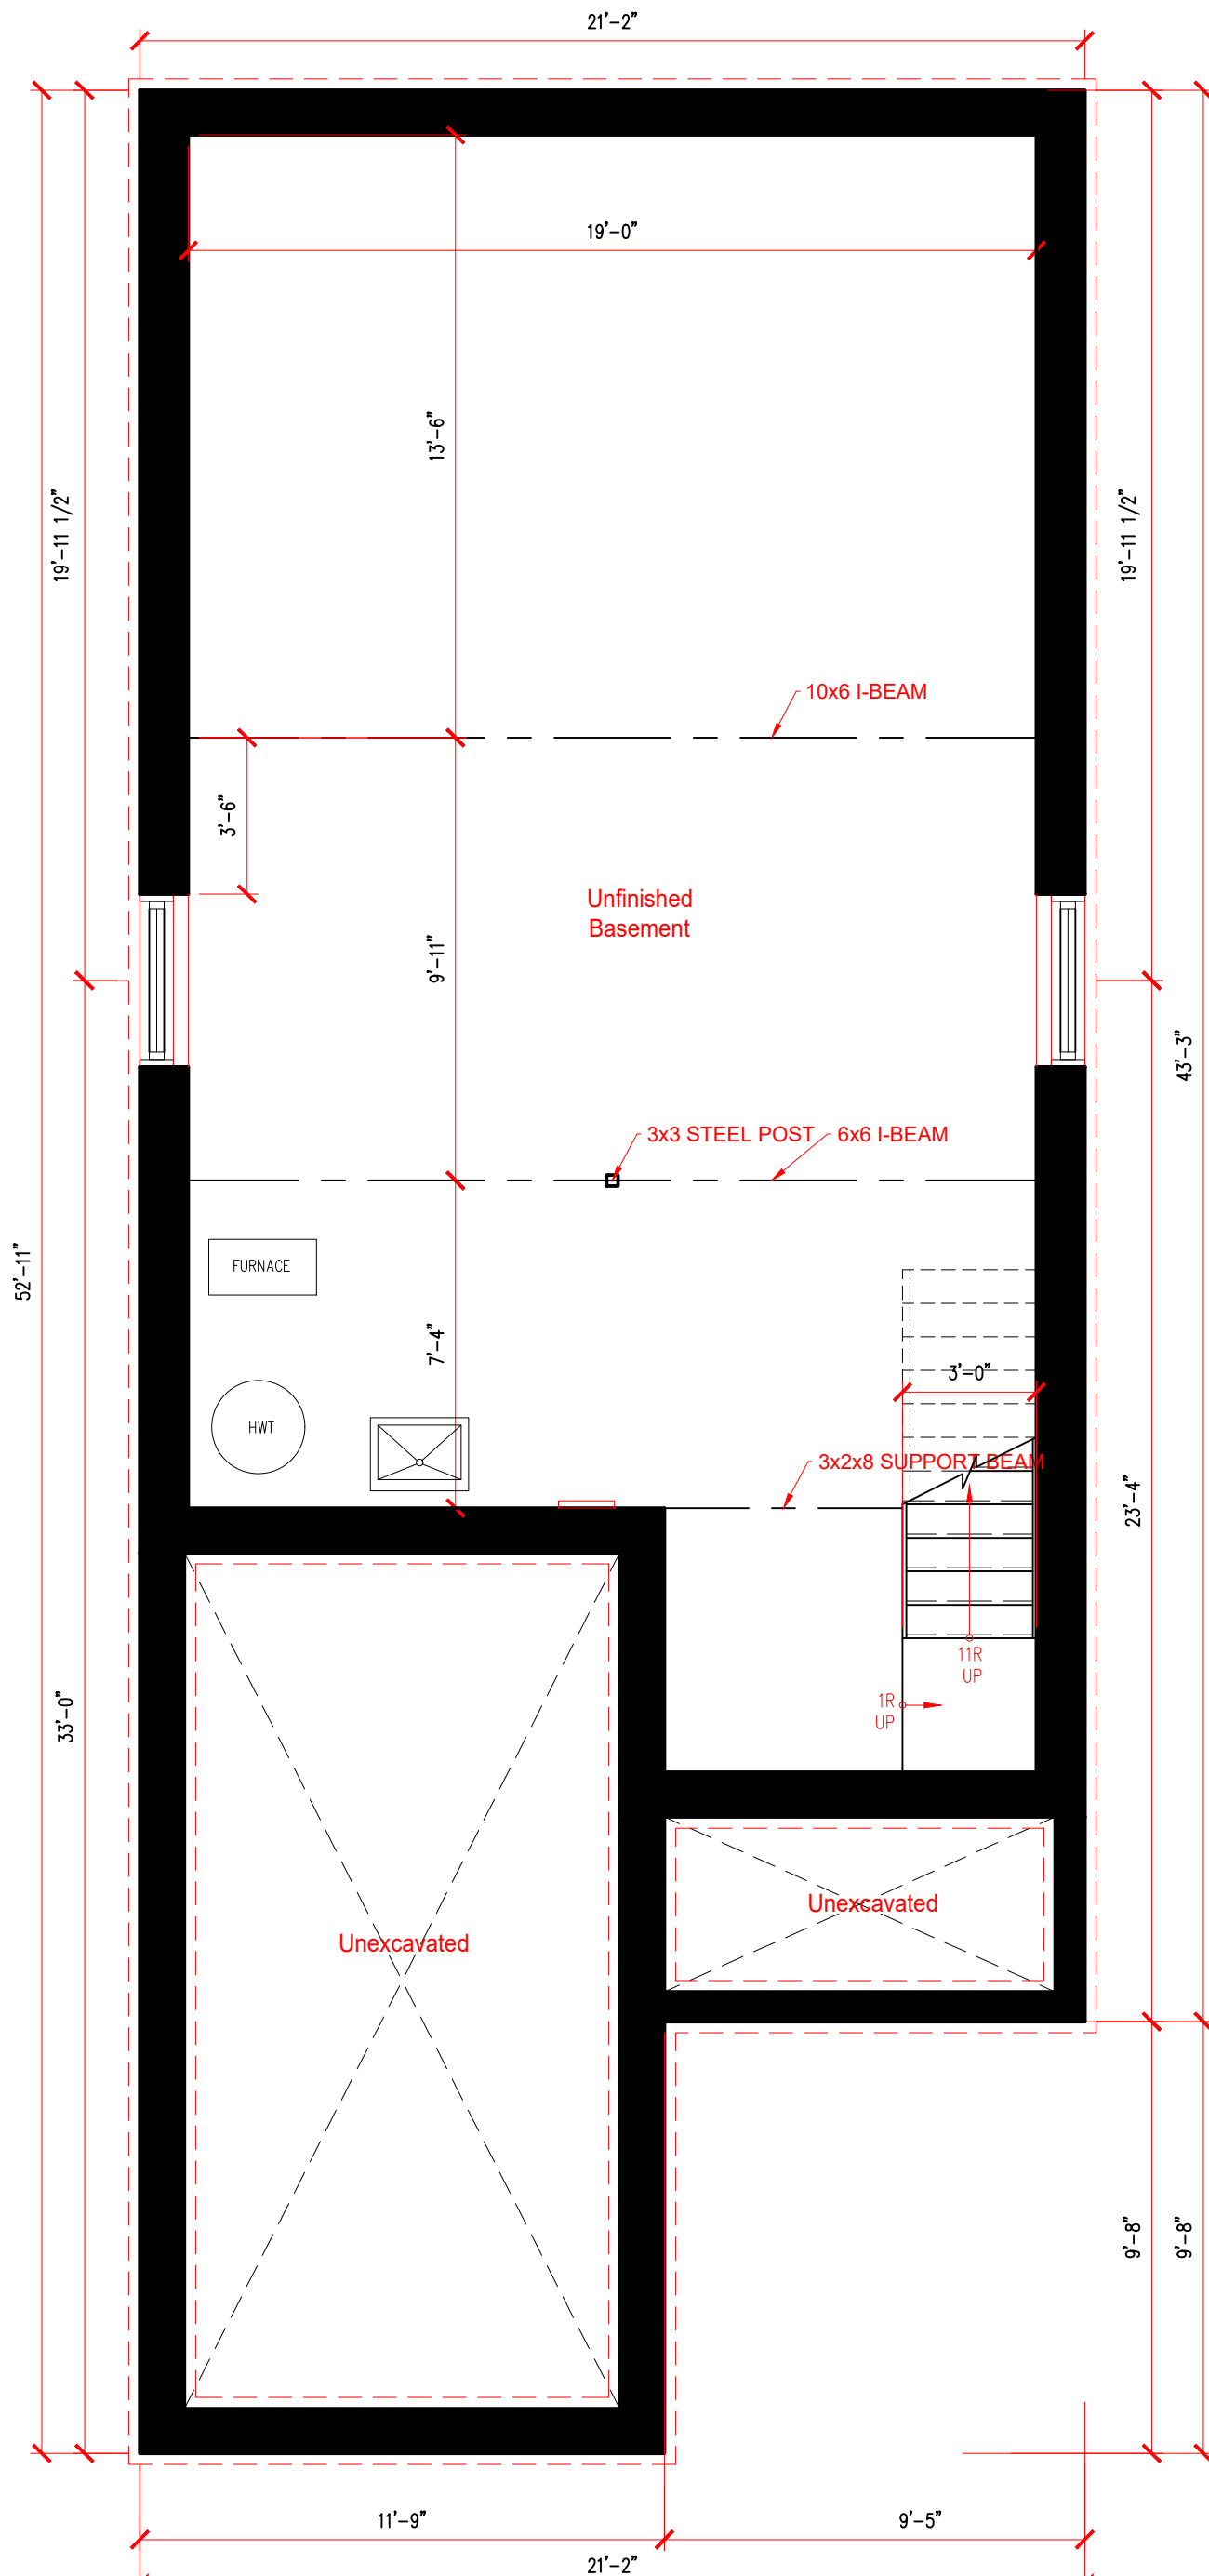 21'-2"
19'-0"
13'-6"
19'-11 1/2"
19'-11 1/2"
10x6 I-BEAM
3'-6"
Unfinished
Basement
9'-11"
43'-3"
3x3 STEEL POST
6x6 I-BEAM
52'-11"
FURNACE
7'-4"
3'-0"
HWT
3x2x8 SUPPORT BEAM
23'-4"
11R
UP
1R
UP
33'-0"
Unexcavated
Unexcavated
9'-8"
9'-8"
11'-9"
9'-5"
21'-2"